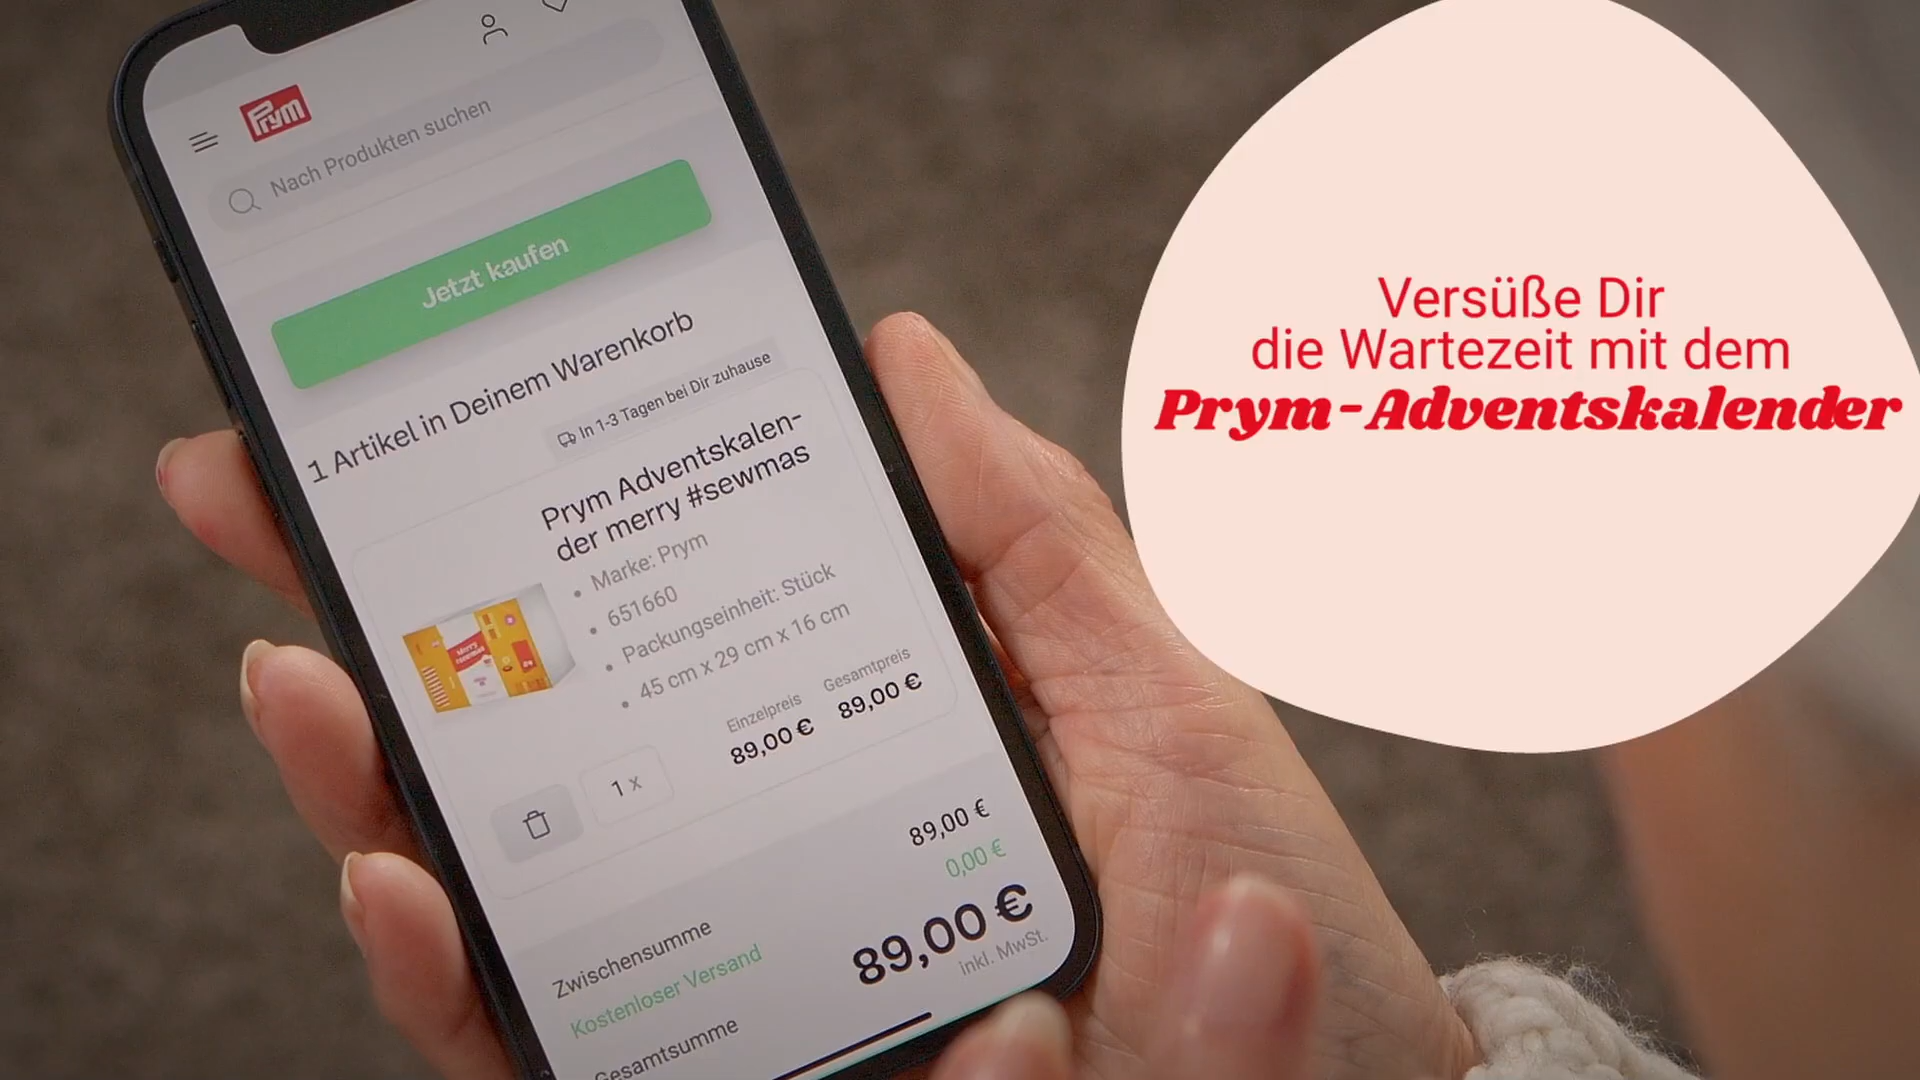 Prym
Nach Produkten suchen
Jetzt kaufen
1 Artikel in Deinem Warenkorb
In 1-3 Tagen bei Dir zuhause
Prym Adventskalen-
der merry #sewmas
Marke: Prym
651660
Packungseinheit: Stück
45 cm x 29 cm x 16 cm
Einzelpreis Gesamtpreis
89,00 € 89,00 €
1 x
Zwischensumme 89,00 €
Kostenloser Versand 0,00 €
Gesamtsumme 89,00 €
inkl. MwSt.
Versüße Dir
die Wartezeit mit dem
Prym-Adventskalender